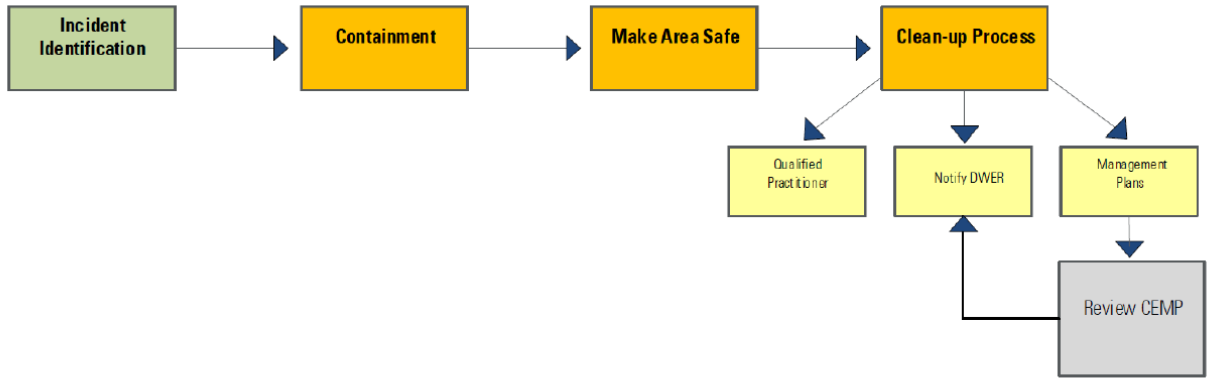 Incident
Identification
Containment
Make Area Safe
Clean-up Process
Qualified
Practitioner
Notify DWER
Management
Plans
Review CEMP